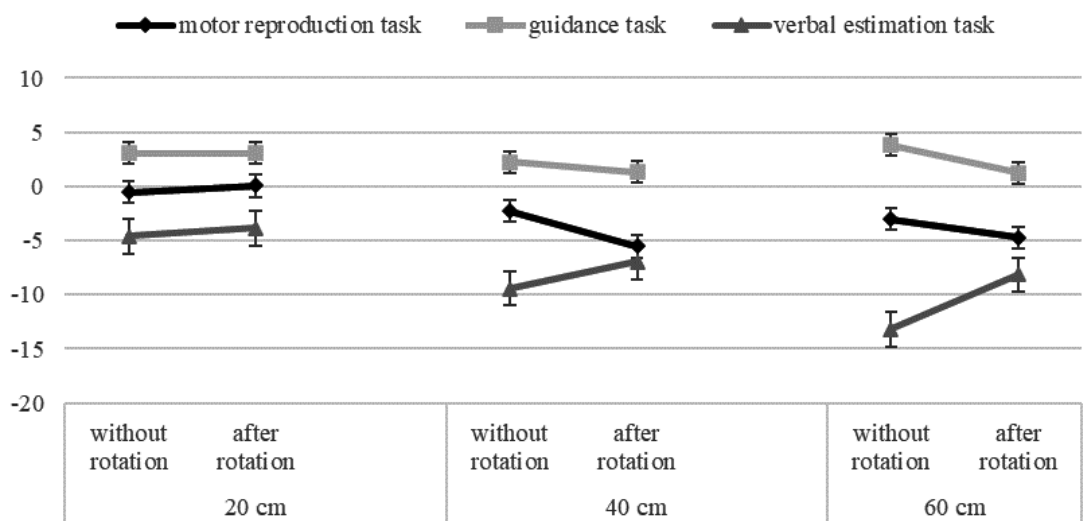 motor reproduction task guidance task verbal estimation task
10
5
0
-5
-10
-15
-20
without after without after without after
rotation rotation rotation rotation rotation rotation
20 cm 40 cm 60 cm